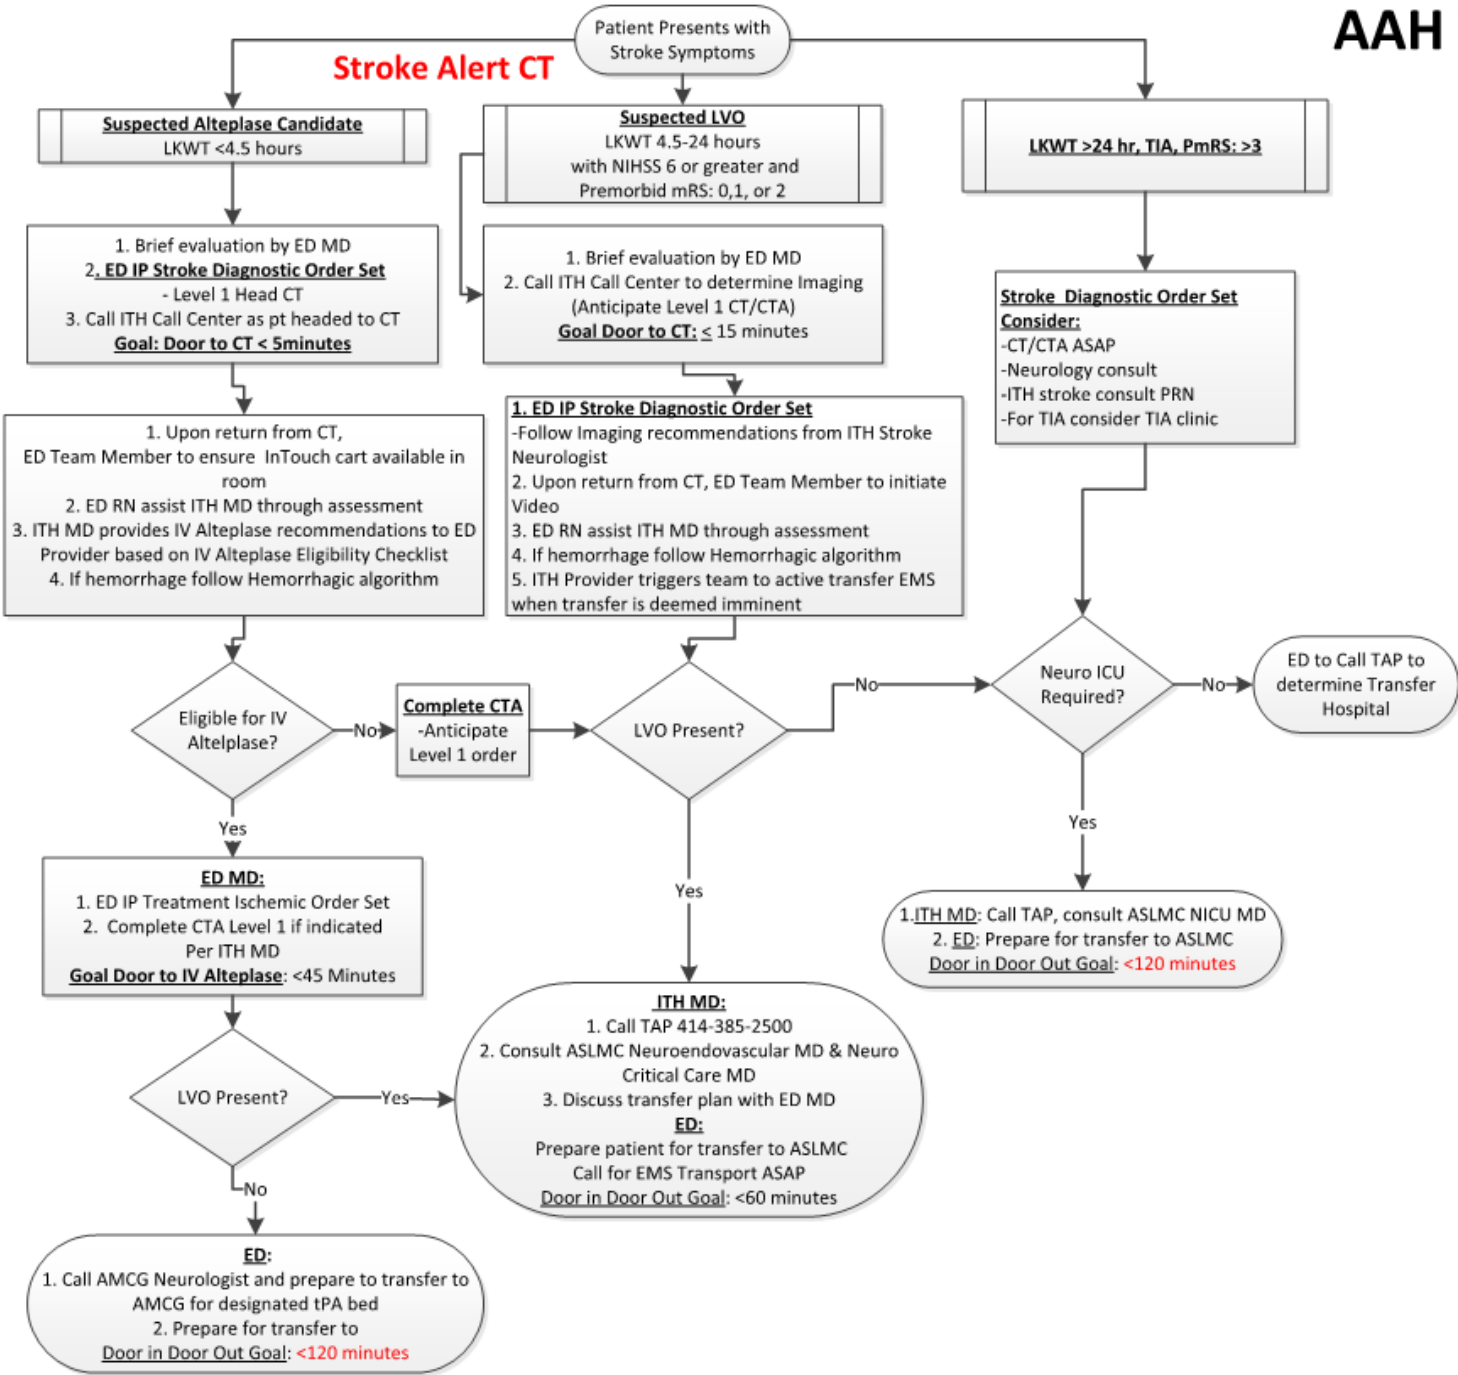 AAH
Patient Presents with
Stroke Symptoms
Stroke Alert CT
Suspected Alteplase Candidate
LKWT <4.5 hours
Suspected LVO
LKWT 4.5-24 hours
with NIHSS 6 or greater and
Premorbid mRS: 0,1, or 2
LKWT >24 hr, TIA, PmRS: >3
1. Brief evaluation by ED MD
2. ED IP Stroke Diagnostic Order Set
- Level 1 Head CT
3. Call ITH Call Center as pt headed to CT
Goal: Door to CT < 5minutes
1. Brief evaluation by ED MD
2. Call ITH Call Center to determine Imaging
(Anticipate Level 1 CT/CTA)
Goal Door to CT: ≤ 15 minutes
Stroke Diagnostic Order Set
Consider:
-CT/CTA ASAP
-Neurology consult
-ITH stroke consult PRN
-For TIA consider TIA clinic
1. Upon return from CT,
ED Team Member to ensure InTouch cart available in
room
2. ED RN assist ITH MD through assessment
3. ITH MD provides IV Alteplase recommendations to ED
Provider based on IV Alteplase Eligibility Checklist
4. If hemorrhage follow Hemorrhagic algorithm
1. ED IP Stroke Diagnostic Order Set
-Follow Imaging recommendations from ITH Stroke
Neurologist
2. Upon return from CT, ED Team Member to initiate
Video
3. ED RN assist ITH MD through assessment
4. If hemorrhage follow Hemorrhagic algorithm
5. ITH Provider triggers team to active transfer EMS
when transfer is deemed imminent
Eligible for IV
Altelplase?
No
Complete CTA
-Anticipate
Level 1 order
LVO Present?
No
Neuro ICU
Required?
No
ED to Call TAP to
determine Transfer
Hospital
Yes
Yes
Yes
ED MD:
1. ED IP Treatment Ischemic Order Set
2. Complete CTA Level 1 if indicated
Per ITH MD
Goal Door to IV Alteplase: <45 Minutes
1.ITH MD: Call TAP, consult ASLMC NICU MD
2. ED: Prepare for transfer to ASLMC
Door in Door Out Goal: <120 minutes
LVO Present?
Yes
ITH MD:
1. Call TAP 414-385-2500
2. Consult ASLMC Neuroendovascular MD & Neuro
Critical Care MD
3. Discuss transfer plan with ED MD
ED:
Prepare patient for transfer to ASLMC
Call for EMS Transport ASAP
Door in Door Out Goal: <60 minutes
No
ED:
1. Call AMCG Neurologist and prepare to transfer to
AMCG for designated tPA bed
2. Prepare for transfer to
Door in Door Out Goal: <120 minutes